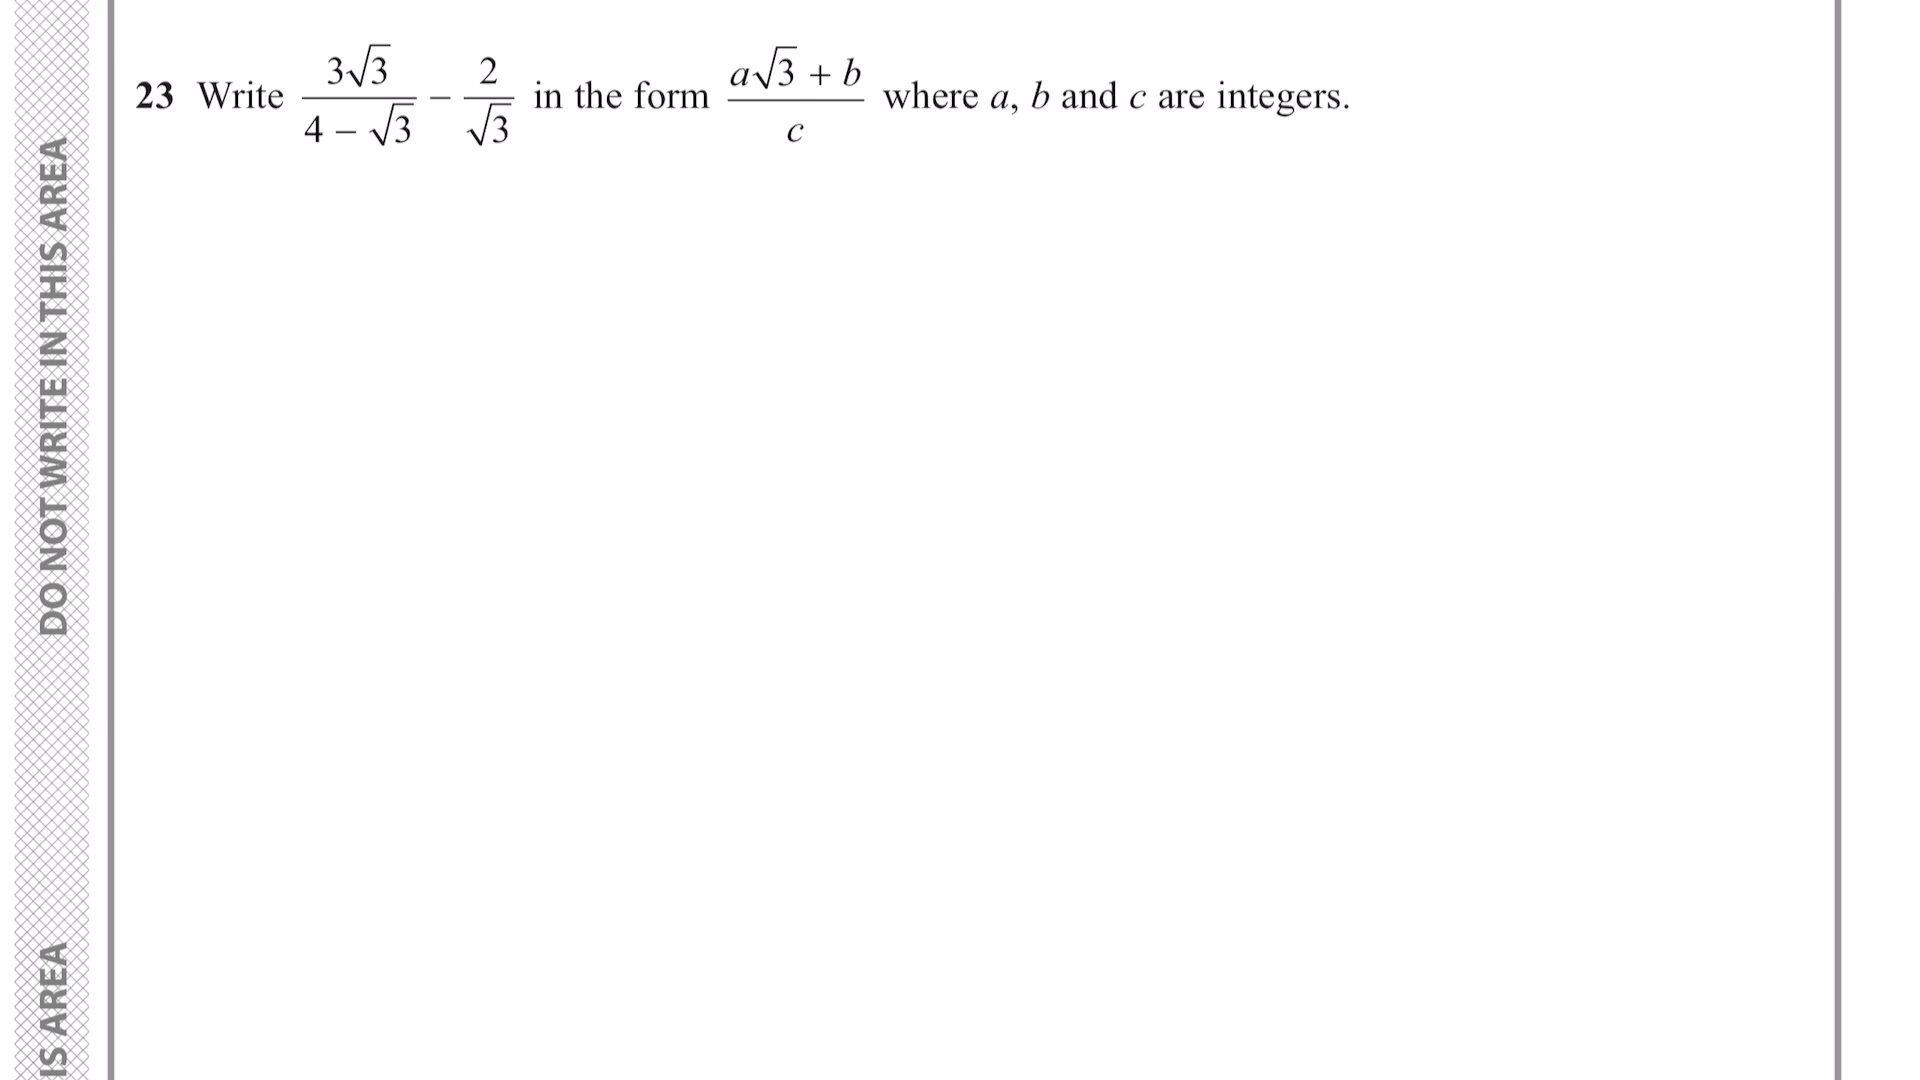 23 Write 3√3/(4 − √3) − 2/√3 in the form (a√3 + b)/c where a, b and c are integers.
DO NOT WRITE IN THIS AREA
IS AREA